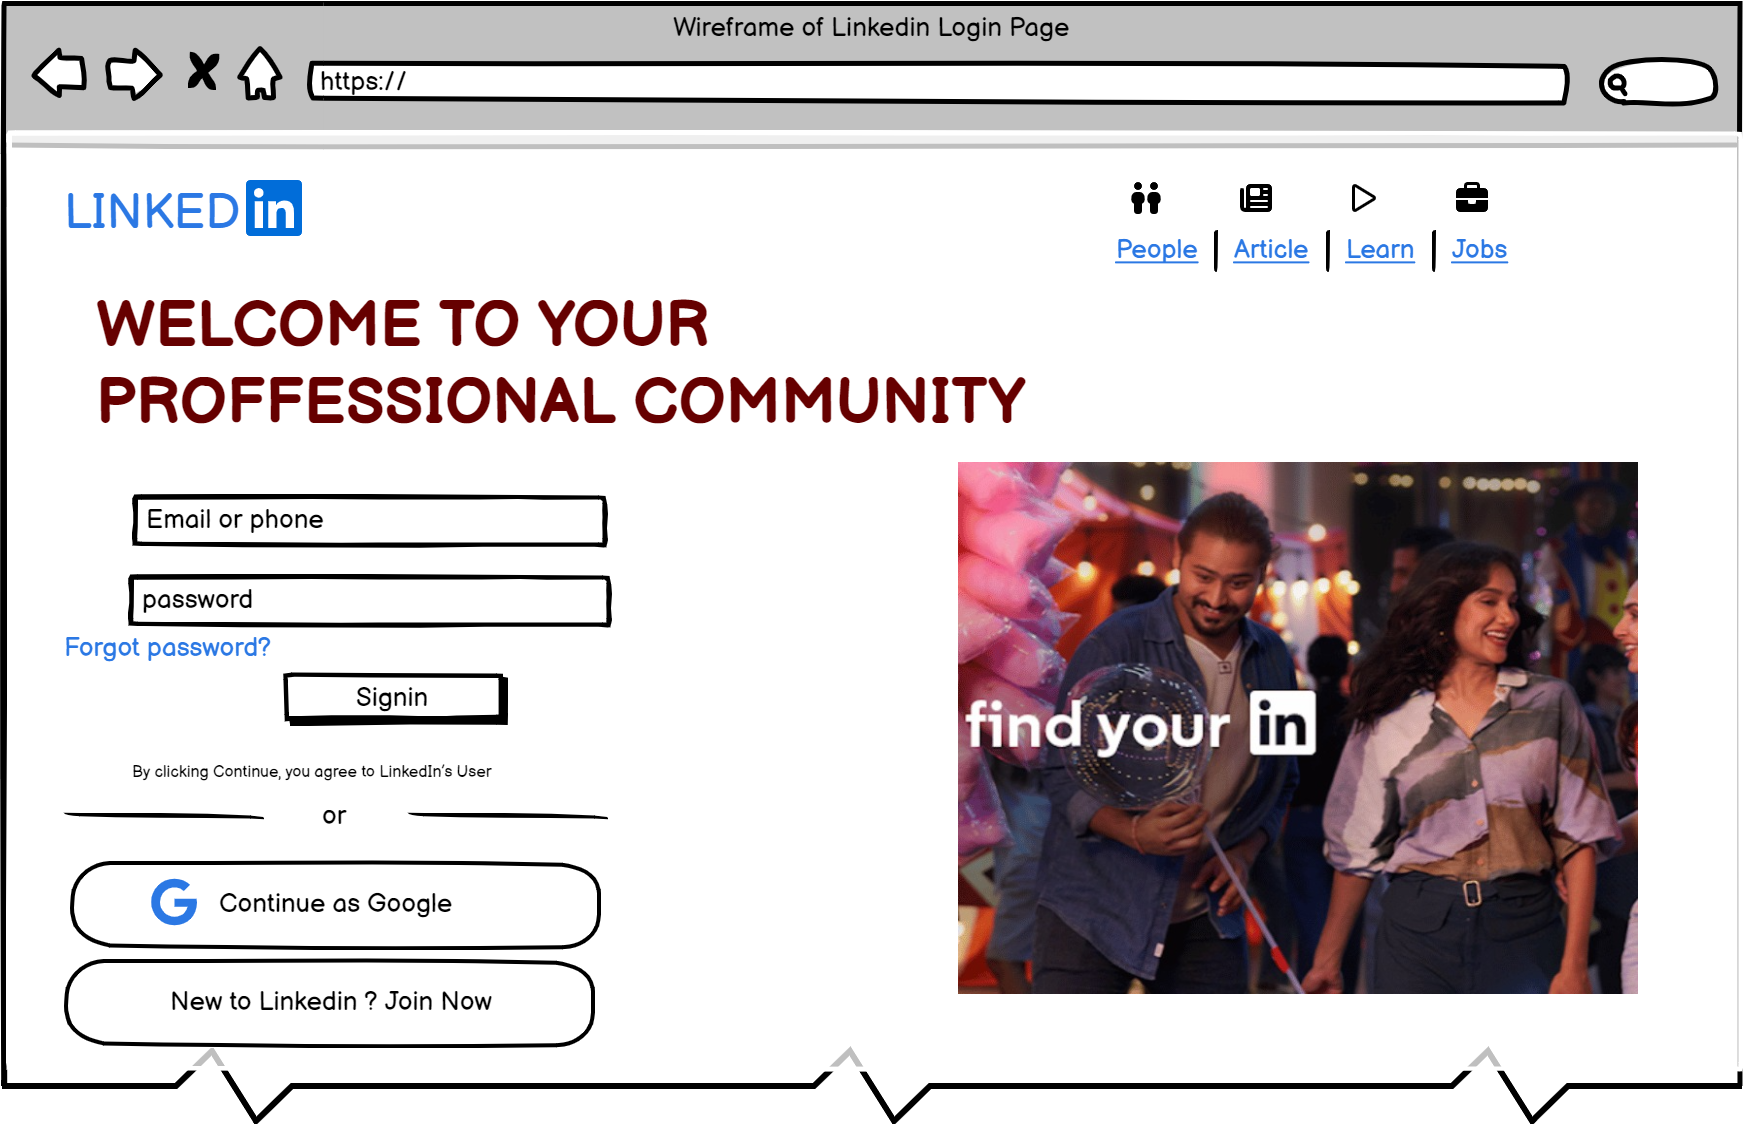 Wireframe of Linkedin Login Page
https://
LINKED in
People Article Learn Jobs
WELCOME TO YOUR
PROFFESSIONAL COMMUNITY
Email or phone
password
Forgot password?
Signin
By clicking Continue, you agree to LinkedIn's User
or
G Continue as Google
New to Linkedin ? Join Now
find your in